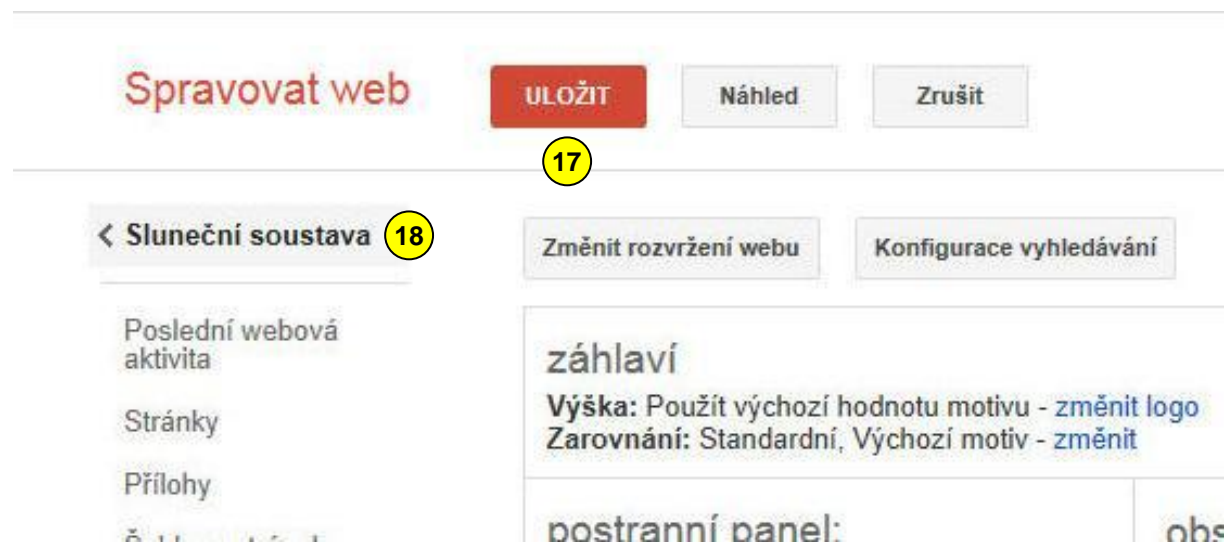 Spravovat web
ULOŽIT
Náhled
Zrušit
17
Sluneční soustava
18
Změnit rozvržení webu
Konfigurace vyhledávání
Poslední webová
aktivita
Stránky
Přílohy
záhlaví
Výška: Použít výchozí hodnotu motivu - změnit logo
Zarovnání: Standardní, Výchozí motiv - změnit
postranní panel:
obs